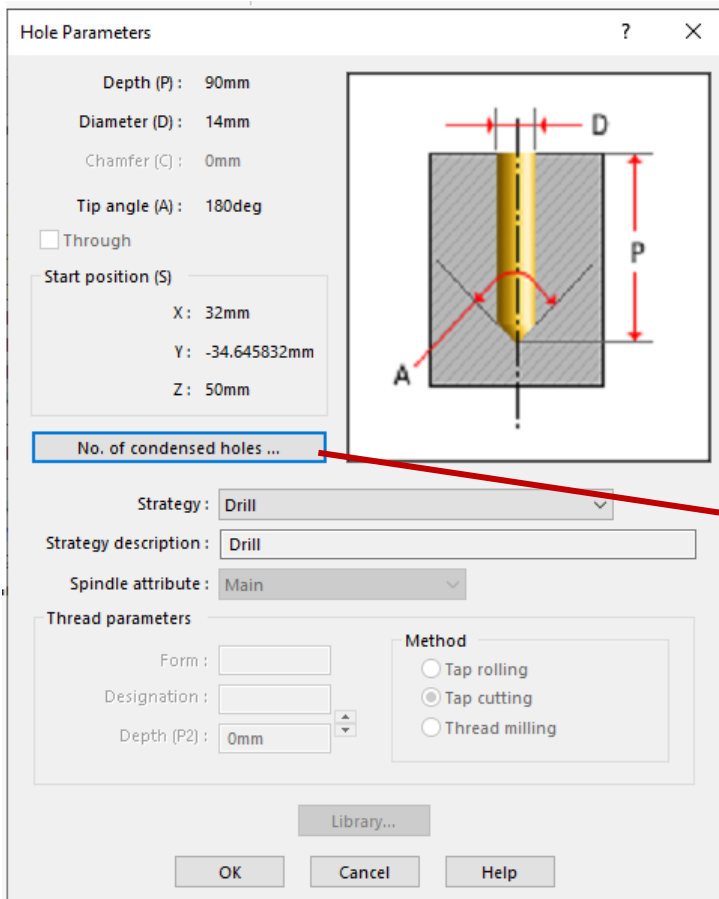 Hole Parameters ? ×
Depth (P) : 90mm
Diameter (D) : 14mm
Chamfer (C) : 0mm
Tip angle (A) : 180deg
Through
Start position (S)
X : 32mm
Y : -34.645832mm
Z : 50mm
D
P
A
No. of condensed holes ...
Strategy : Drill
Strategy description : Drill
Spindle attribute : Main
Thread parameters
Form :
Designation :
Depth (P2) : 0mm
Method
Tap rolling
Tap cutting
Thread milling
Library...
OK Cancel Help